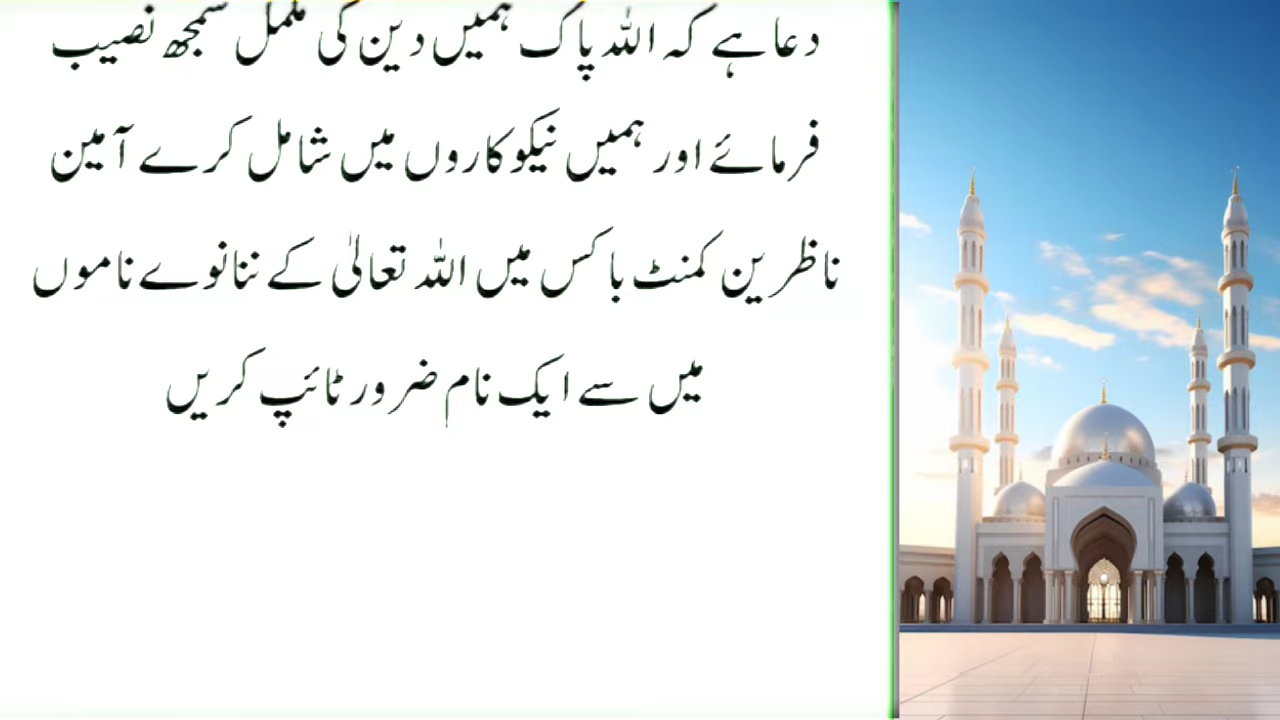 دعا ہے کہ اللہ پاک ہمیں دین کی مکمل سمجھ نصیب
فرمائے اور ہمیں نیکوکاروں میں شامل کرے آمین
ناظرین کمنٹ باکس میں اللہ تعالیٰ کے ننانوے ناموں
میں سے ایک نام ضرور ٹائپ کریں